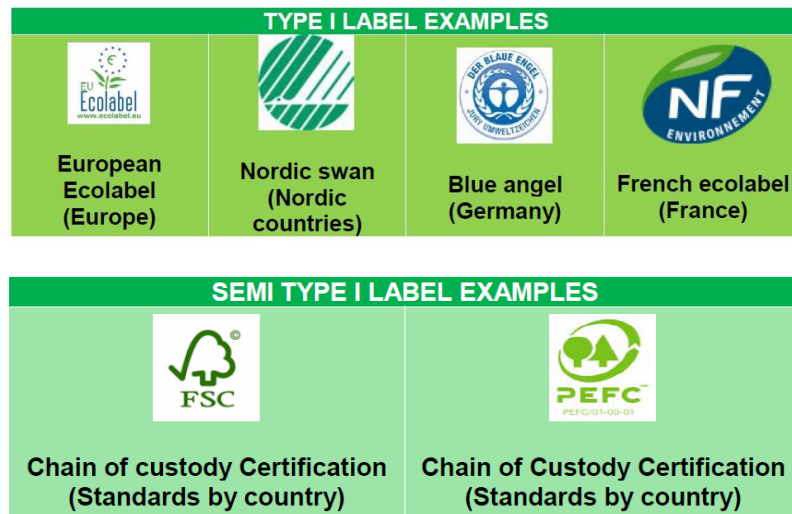 TYPE I LABEL EXAMPLES
EU
Ecolabel
www.ecolabel.eu
DER BLAUE ENGEL
JURY UMWELTZEICHEN
NF
ENVIRONNEMENT
European
Ecolabel
(Europe)
Nordic swan
(Nordic
countries)
Blue angel
(Germany)
French ecolabel
(France)
SEMI TYPE I LABEL EXAMPLES
©
FSC
PEFC™
PEFC/01-00-01
Chain of custody Certification
(Standards by country)
Chain of Custody Certification
(Standards by country)